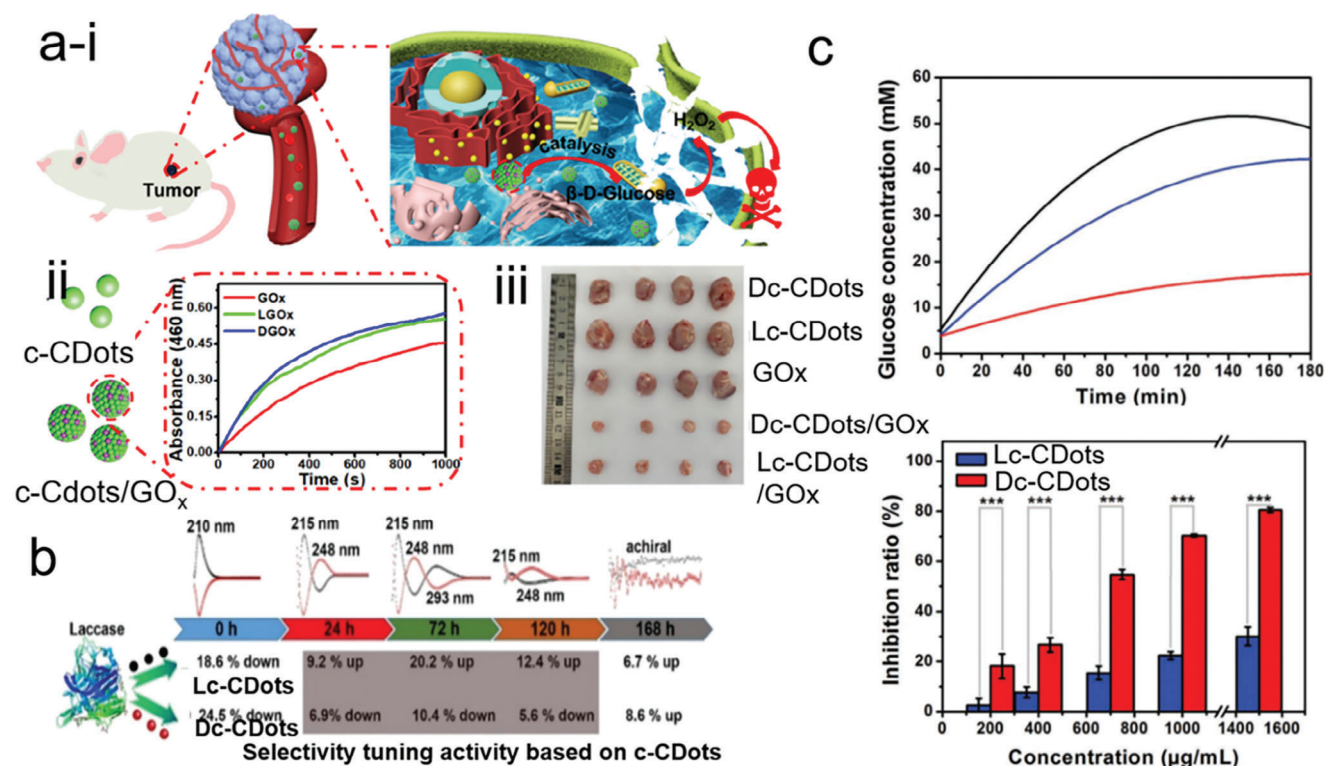 a-i
Tumor
catalysis
β-D-Glucose
H₂O₂
ii
c-CDots
c-Cdots/GOₓ
Absorbance (460 nm)
0.60
0.45
0.30
0.15
0.00
GOx
LGOx
DGOx
0 200 400 600 800 1000
Time (s)
iii
Dc-CDots
Lc-CDots
GOx
Dc-CDots/GOx
Lc-CDots
/GOx
b
210 nm
215 nm
248 nm
215 nm
248 nm
293 nm
215 nm
248 nm
achiral
Laccase
0 h 24 h 72 h 120 h 168 h
18.6 % down 9.2 % up 20.2 % up 12.4 % up 6.7 % up
Lc-CDots
24.5 % down 6.9% down 10.4 % down 5.6 % down 8.6 % up
Dc-CDots
Selectivity tuning activity based on c-CDots
c
Glucose concentration (mM)
60
50
40
30
20
10
0
0 20 40 60 80 100 120 140 160 180
Time (min)
Inhibition ratio (%)
100
80
60
40
20
0
Lc-CDots
Dc-CDots
*** *** *** *** ***
200 400 600 800 1000 1400 1600
Concentration (μg/mL)